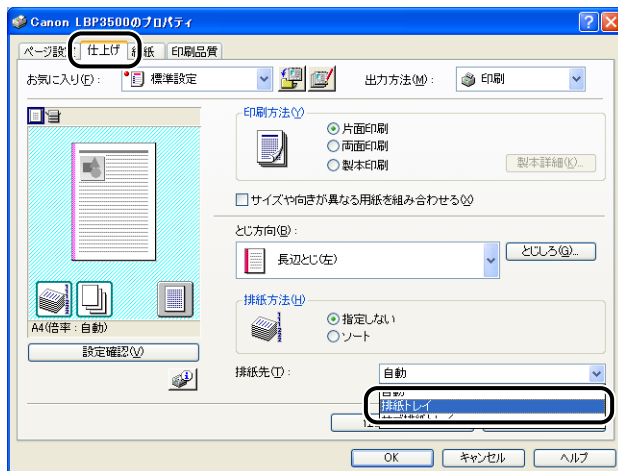 Canon LBP3500のプロパティ
ページ設定 仕上げ 給紙 印刷品質
お気に入り(F): 標準設定 出力方法(M): 印刷
印刷方法(Y)
片面印刷
両面印刷
製本印刷 製本詳細(K)...
サイズや向きが異なる用紙を組み合わせる(X)
とじ方向(B):
長辺とじ(左) とじしろ(G)...
排紙方法(H)
指定しない
ソート
A4(倍率:自動)
設定確認(V)
排紙先(T): 自動
自動
排紙トレイ
OK キャンセル ヘルプ